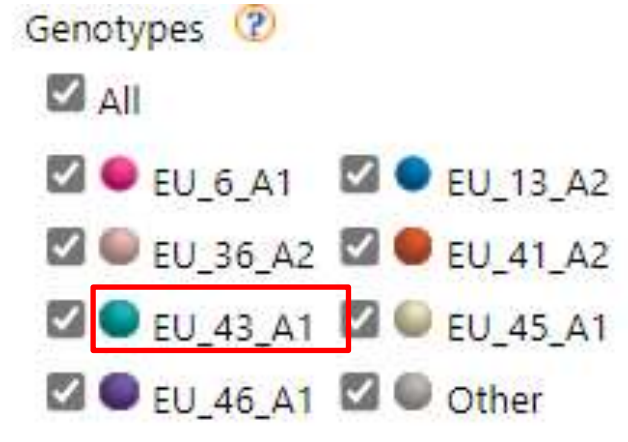 Genotypes ?
All
EU_6_A1 EU_13_A2
EU_36_A2 EU_41_A2
EU_43_A1 EU_45_A1
EU_46_A1 Other